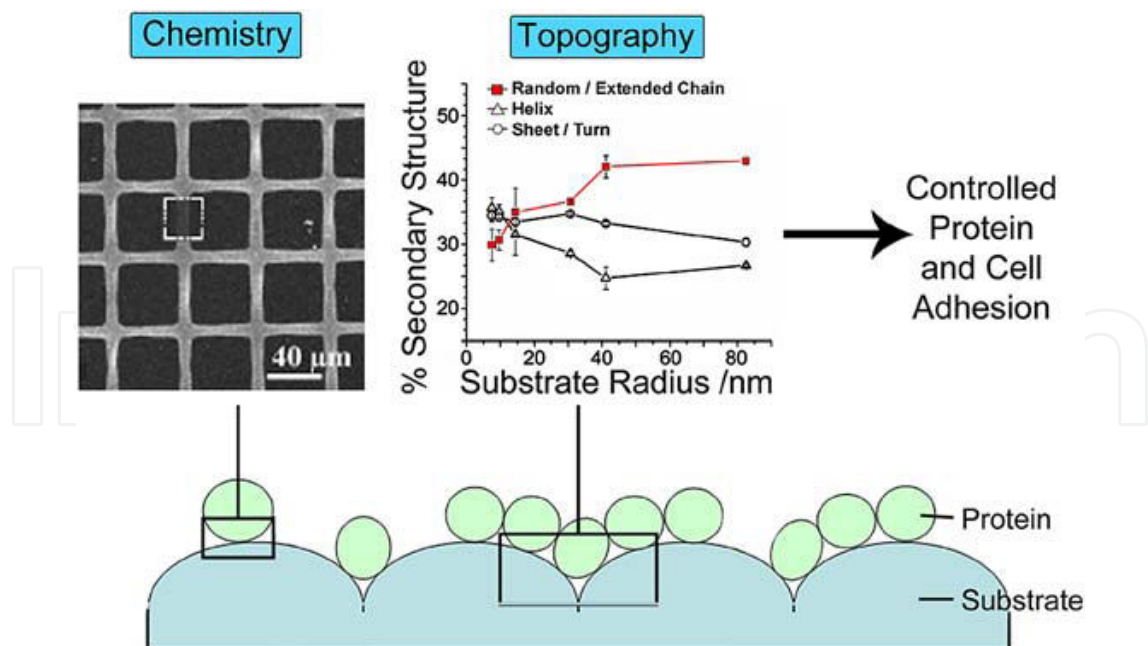 Chemistry
Topography
40 µm
% Secondary Structure
Random / Extended Chain
Helix
Sheet / Turn
50
40
30
20
0
20
40
60
80
Substrate Radius /nm
Controlled
Protein
and Cell
Adhesion
Protein
Substrate